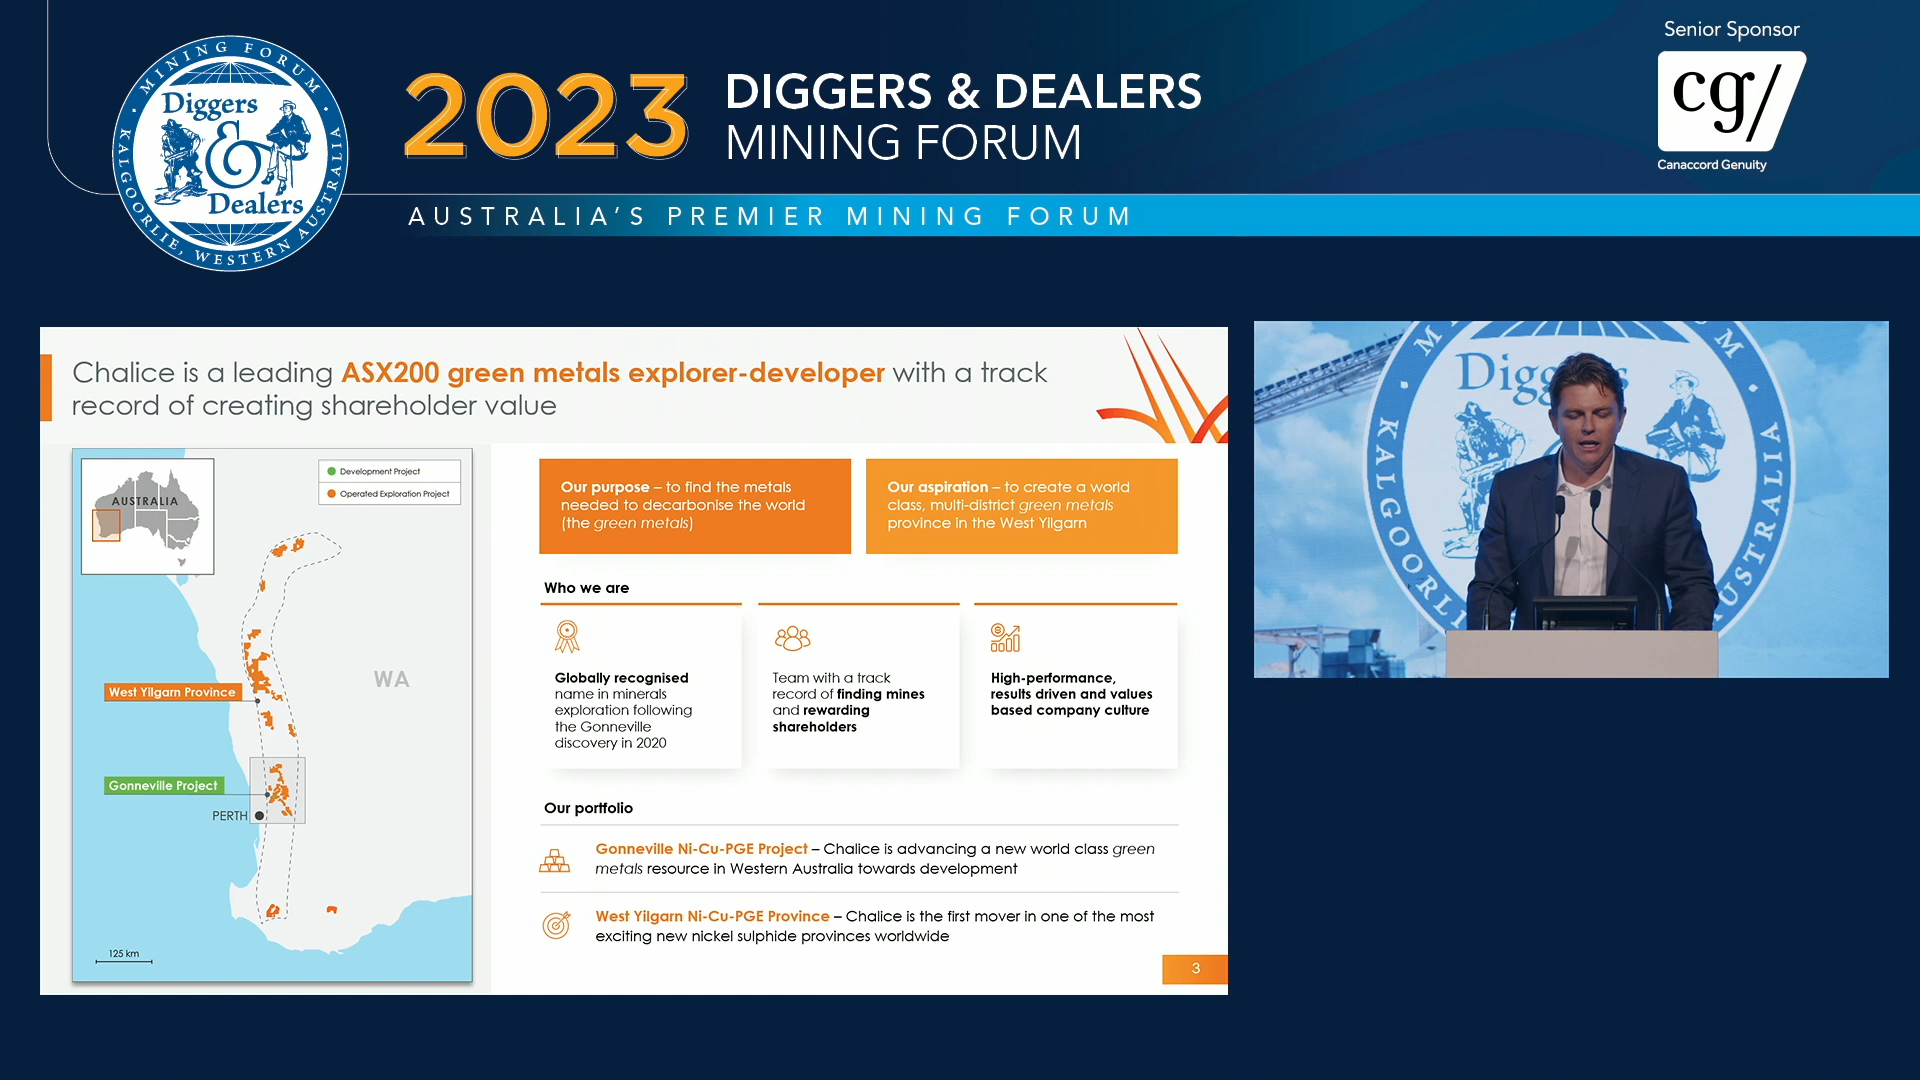 MINING FORUM
Diggers
&
Dealers
KALGOORLIE, WESTERN AUSTRALIA
2023
DIGGERS & DEALERS
MINING FORUM
AUSTRALIA'S PREMIER MINING FORUM
Senior Sponsor
cg/
Canaccord Genuity
Chalice is a leading ASX200 green metals explorer-developer with a track
record of creating shareholder value
AUSTRALIA
Development Project
Operated Exploration Project
WA
West Yilgarn Province
Gonneville Project
PERTH
125 km
Our purpose – to find the metals
needed to decarbonise the world
(the green metals)
Our aspiration – to create a world
class, multi-district green metals
province in the West Yilgarn
Who we are
Globally recognised
name in minerals
exploration following
the Gonneville
discovery in 2020
Team with a track
record of finding mines
and rewarding
shareholders
High-performance,
results driven and values
based company culture
Our portfolio
Gonneville Ni-Cu-PGE Project – Chalice is advancing a new world class green
metals resource in Western Australia towards development
West Yilgarn Ni-Cu-PGE Province – Chalice is the first mover in one of the most
exciting new nickel sulphide provinces worldwide
3